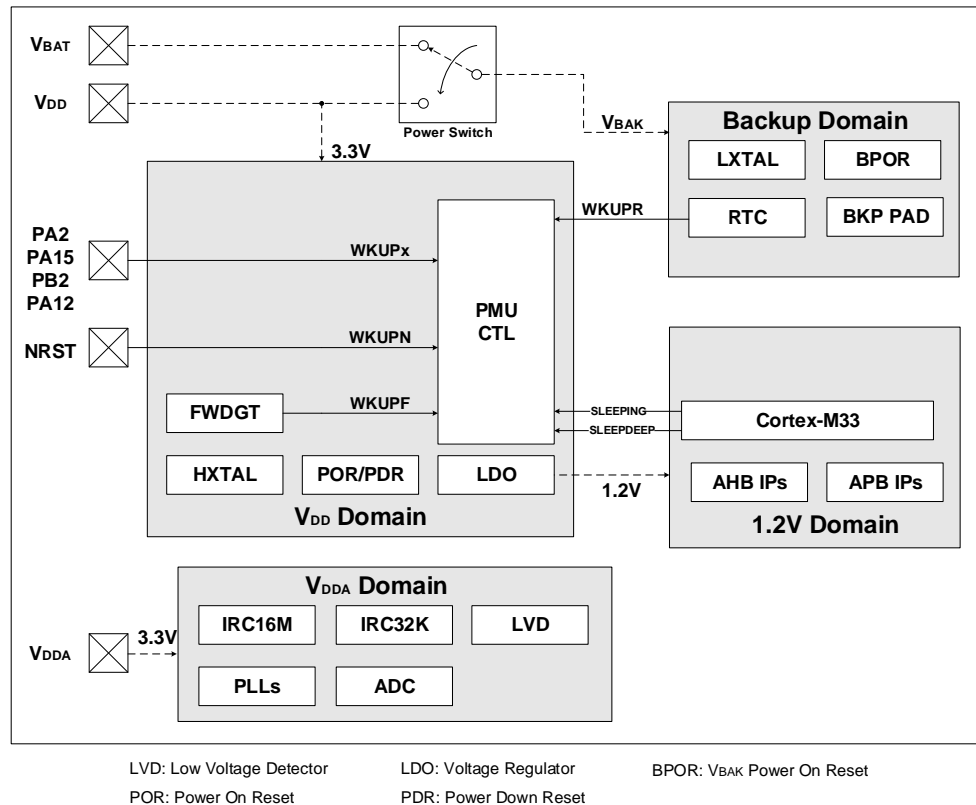 VBAT
VDD
Power Switch
VBAK
3.3V
Backup Domain
LXTAL
BPOR
RTC
BKP PAD
WKUPR
PA2
PA15
PB2
PA12
WKUPx
PMU
CTL
NRST
WKUPN
FWDGT
WKUPF
SLEEPING
SLEEPDEEP
Cortex-M33
HXTAL
POR/PDR
LDO
1.2V
AHB IPs
APB IPs
VDD Domain
1.2V Domain
VDDA Domain
IRC16M
IRC32K
LVD
VDDA
3.3V
PLLs
ADC
LVD: Low Voltage Detector
LDO: Voltage Regulator
BPOR: VBAK Power On Reset
POR: Power On Reset
PDR: Power Down Reset